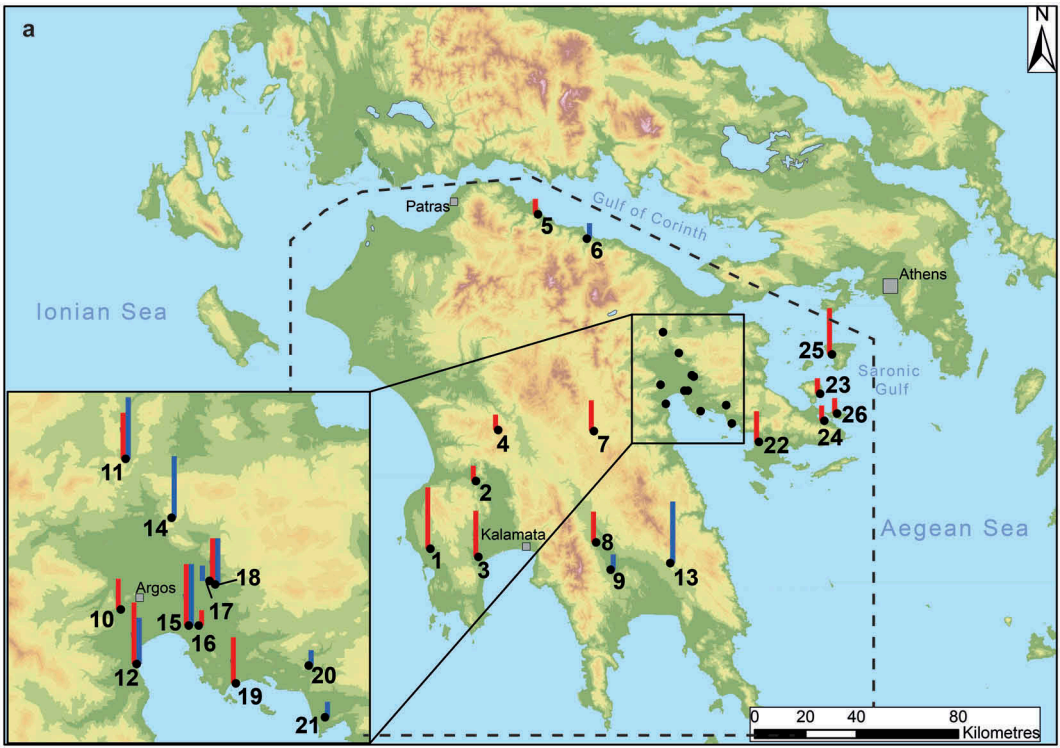 a
N
Patras
5
Gulf of Corinth
6
Athens
Ionian Sea
25
Saronic
Gulf
23
26
24
4
7
22
11
2
14
Kalamata
8
Aegean Sea
1
3
9
13
18
Argos
17
10
15
16
12
20
19
21
0 20 40 80
Kilometres